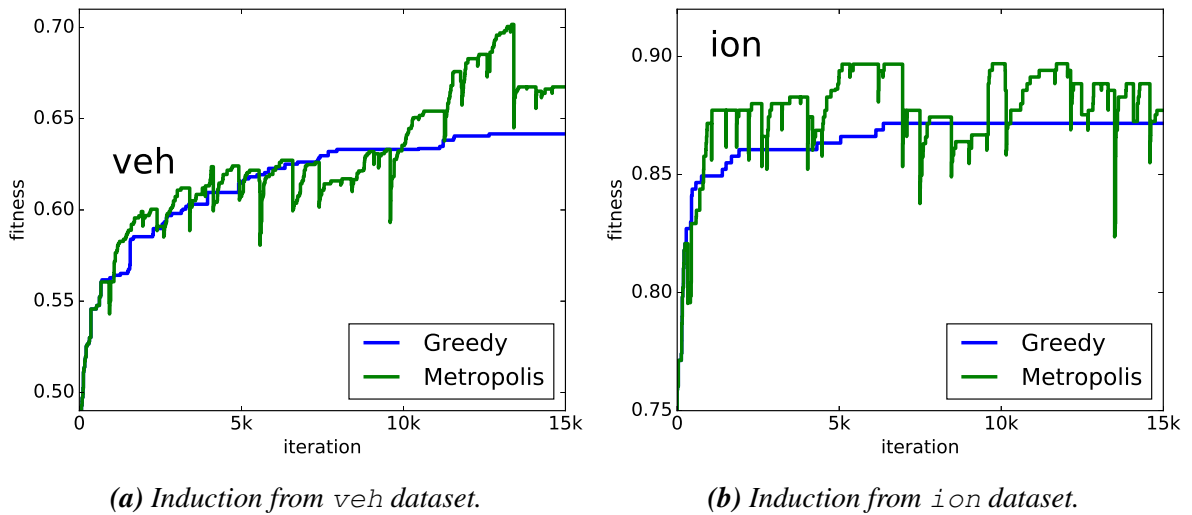 0.70
0.65
0.60
0.55
0.50
fitness
veh
Greedy
Metropolis
0 5k 10k 15k
iteration
(a) Induction from veh dataset.
0.90
0.85
0.80
0.75
fitness
ion
Greedy
Metropolis
0 5k 10k 15k
iteration
(b) Induction from ion dataset.